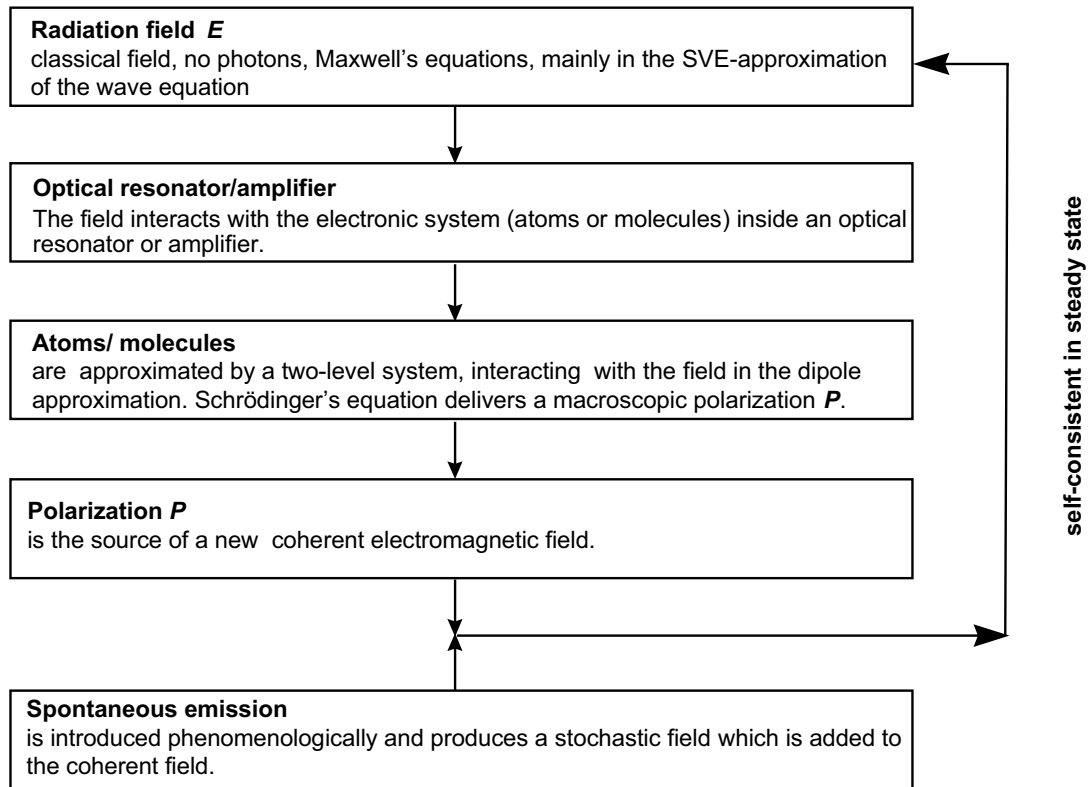 Radiation field E
classical field, no photons, Maxwell's equations, mainly in the SVE-approximation
of the wave equation
Optical resonator/amplifier
The field interacts with the electronic system (atoms or molecules) inside an optical
resonator or amplifier.
Atoms/ molecules
are approximated by a two-level system, interacting with the field in the dipole
approximation. Schrödinger's equation delivers a macroscopic polarization P.
Polarization P
is the source of a new coherent electromagnetic field.
Spontaneous emission
is introduced phenomenologically and produces a stochastic field which is added to
the coherent field.
self-consistent in steady state